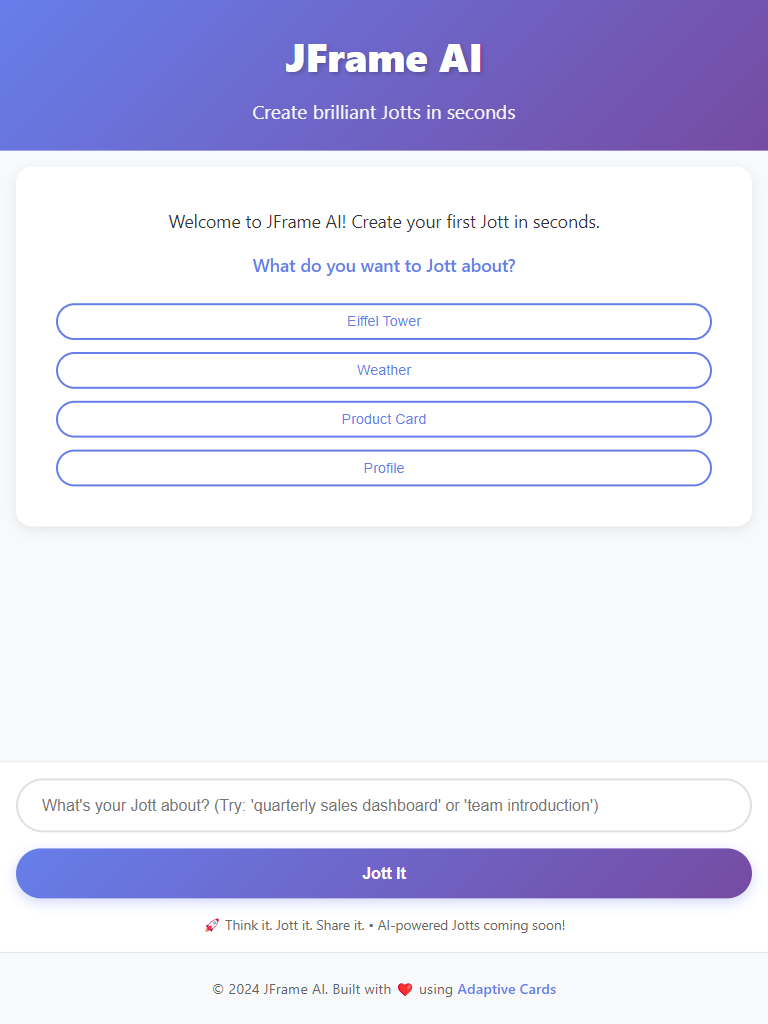 JFrame AI
Create brilliant Jotts in seconds
Welcome to JFrame AI! Create your first Jott in seconds.
What do you want to Jott about?
Eiffel Tower
Weather
Product Card
Profile
What's your Jott about? (Try: 'quarterly sales dashboard' or 'team introduction')
Jott It
🚀 Think it. Jott it. Share it. • AI-powered Jotts coming soon!
© 2024 JFrame AI. Built with ❤️ using Adaptive Cards